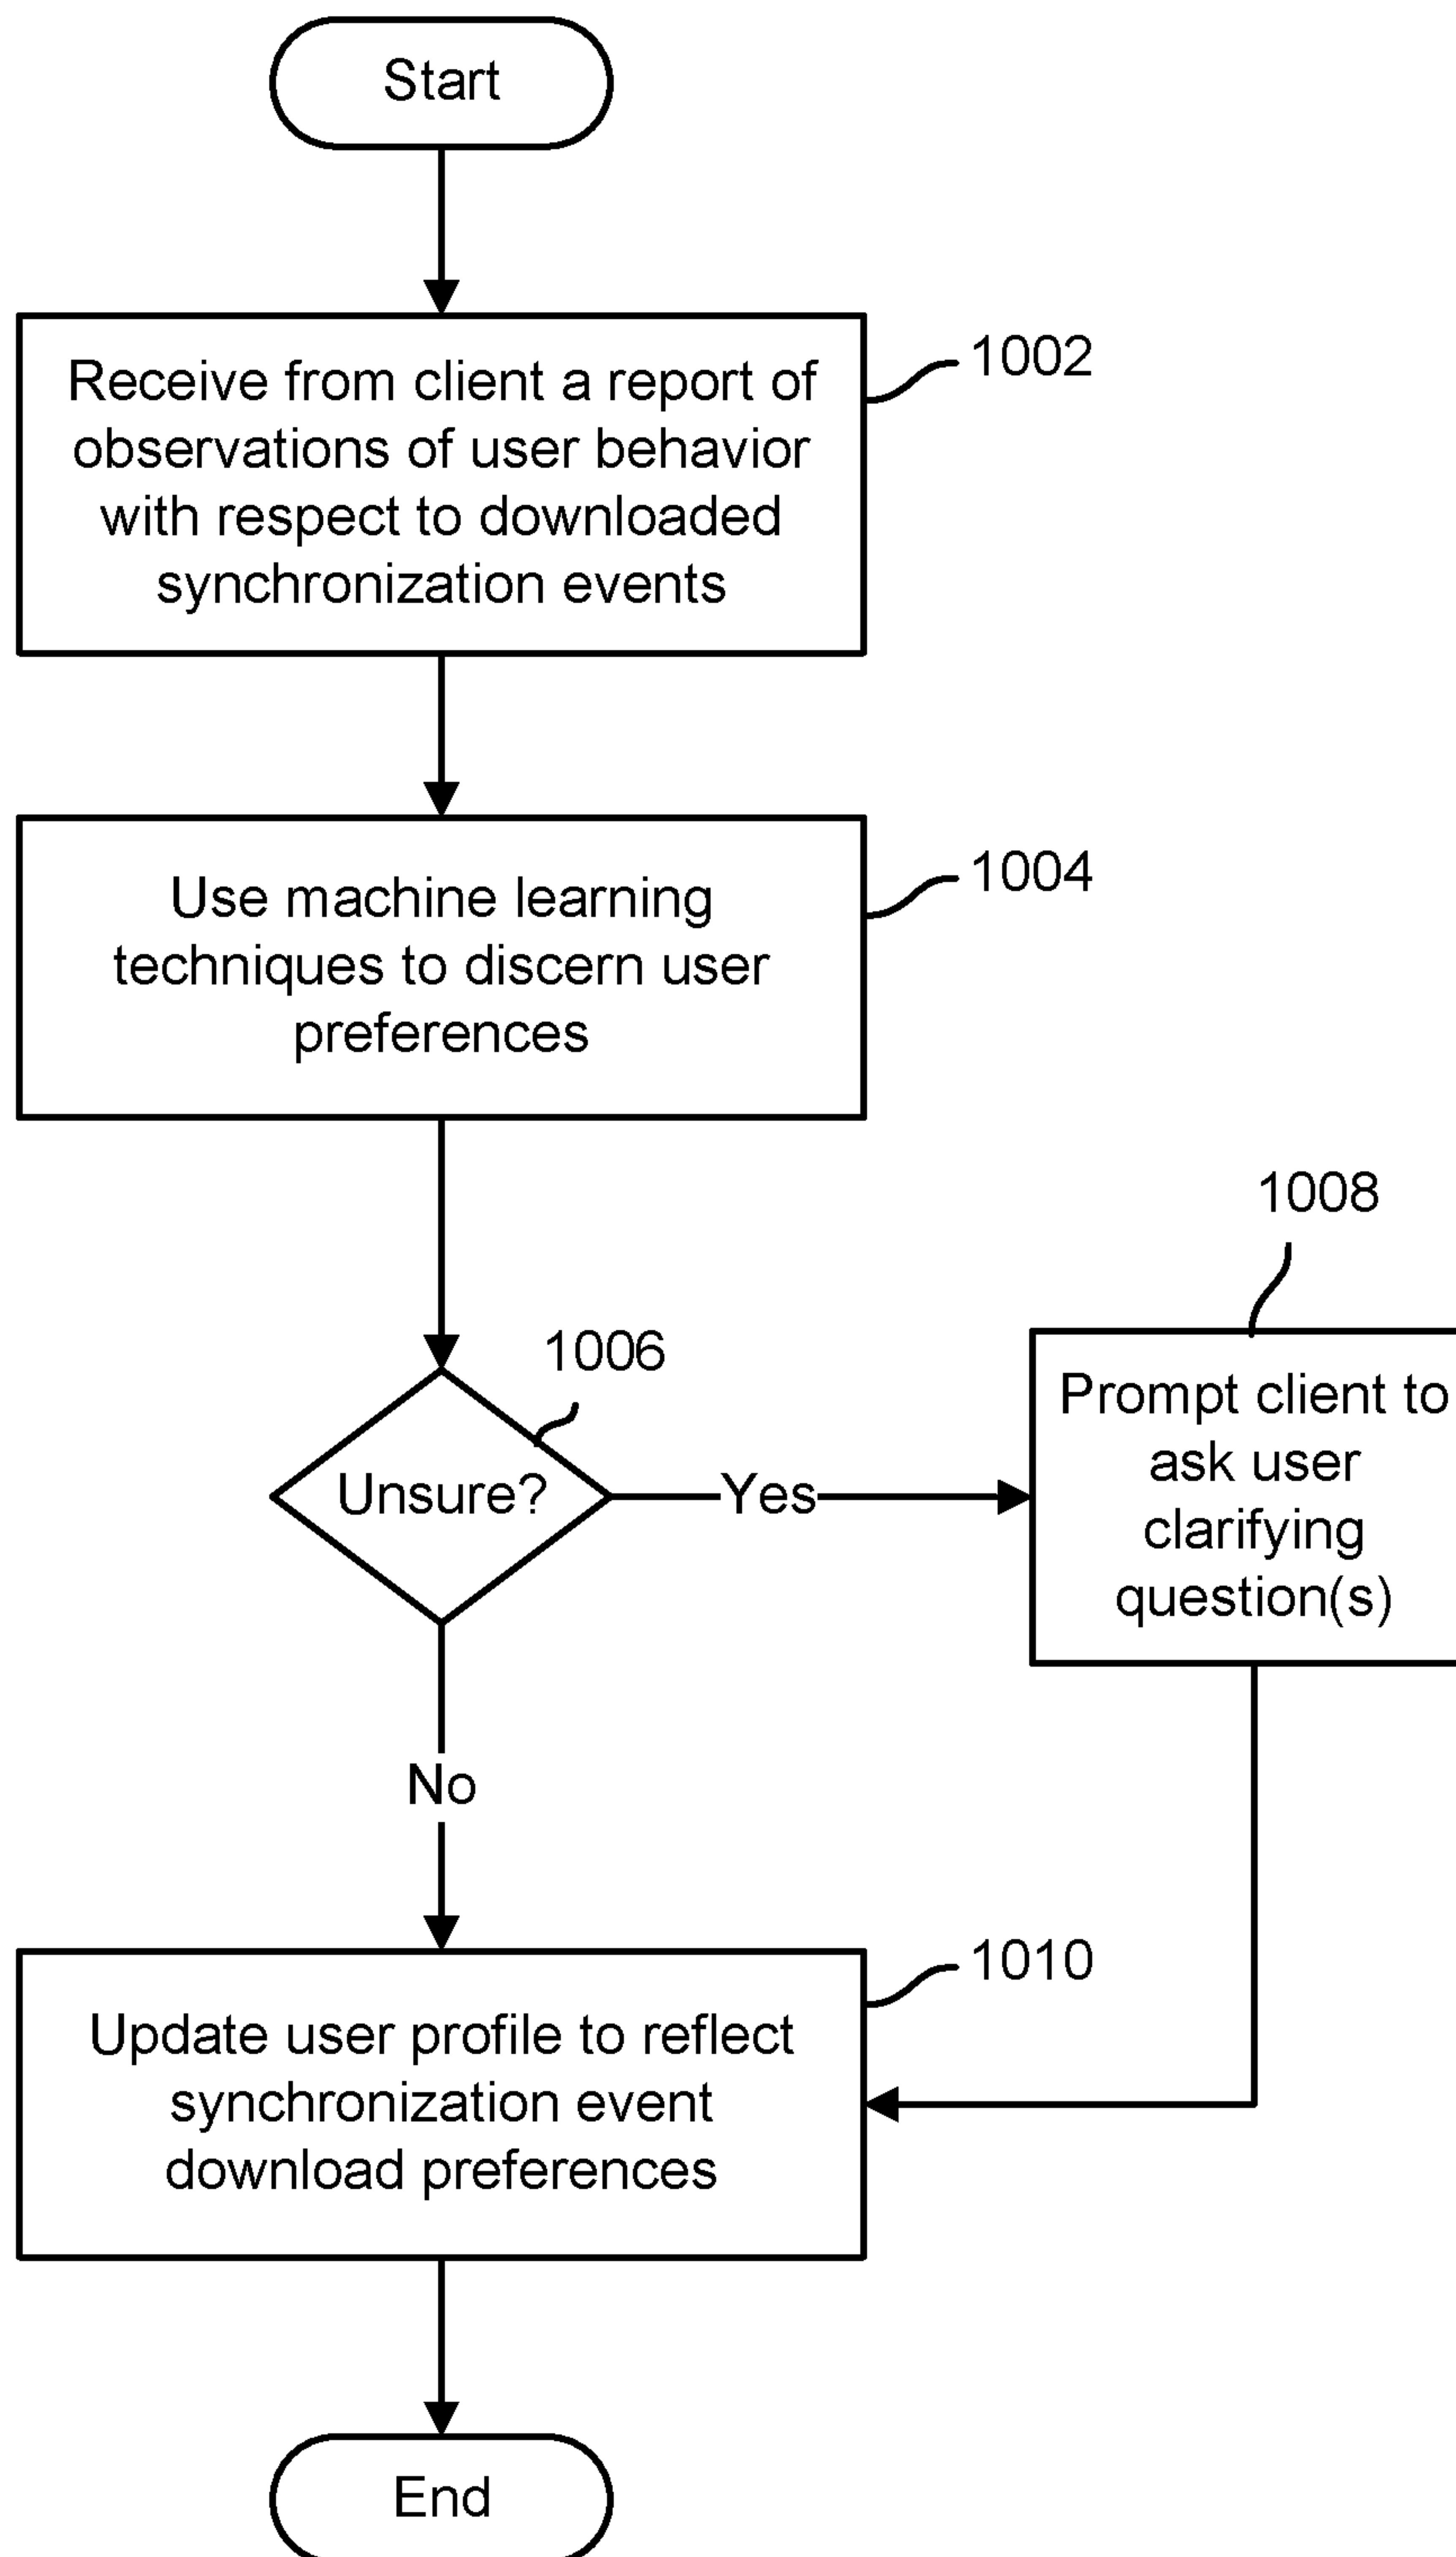 Start
Receive from client a report of
observations of user behavior
with respect to downloaded
synchronization events
1002
Use machine learning
techniques to discern user
preferences
1004
1006
Unsure?
Yes
1008
Prompt client to
ask user
clarifying
question(s)
No
1010
Update user profile to reflect
synchronization event
download preferences
End